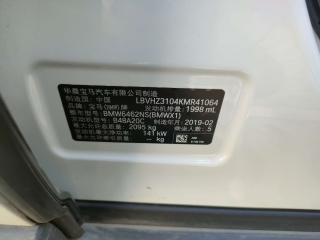 华晨宝马汽车有限公司制造
制造国：中国 LBVHZ3104KMR41064
品牌：宝马(BMW)牌 发动机排量：1998 mL
整车型号：BMW6462NS(BMWX1)
发动机型号：B48A20C 制造年月：2019-02
最大允许总质量：2095 kg 乘坐人数：5
发动机最大净功率：141 kW